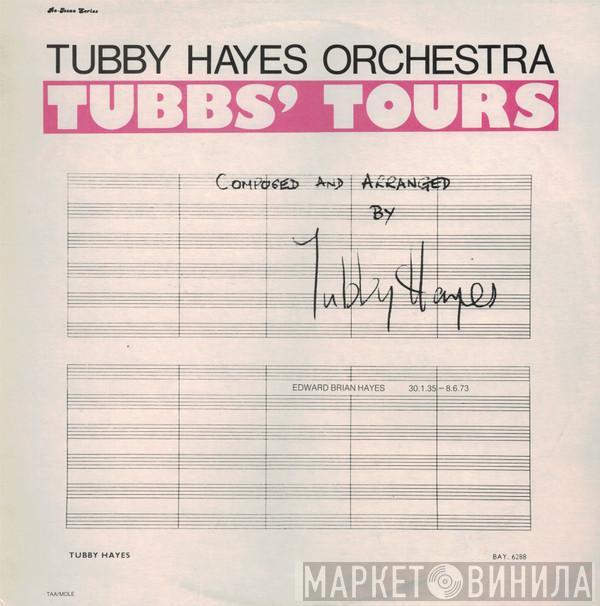 Re-Issue Series
TUBBY HAYES ORCHESTRA
TUBBS' TOURS
COMPOSED AND ARRANGED
BY
Tubby Hayes
EDWARD BRIAN HAYES 30.1.35 – 8.6.73
TUBBY HAYES BAY. 6288
TAA/MOLE
МАРКЕТ ВИНИЛА